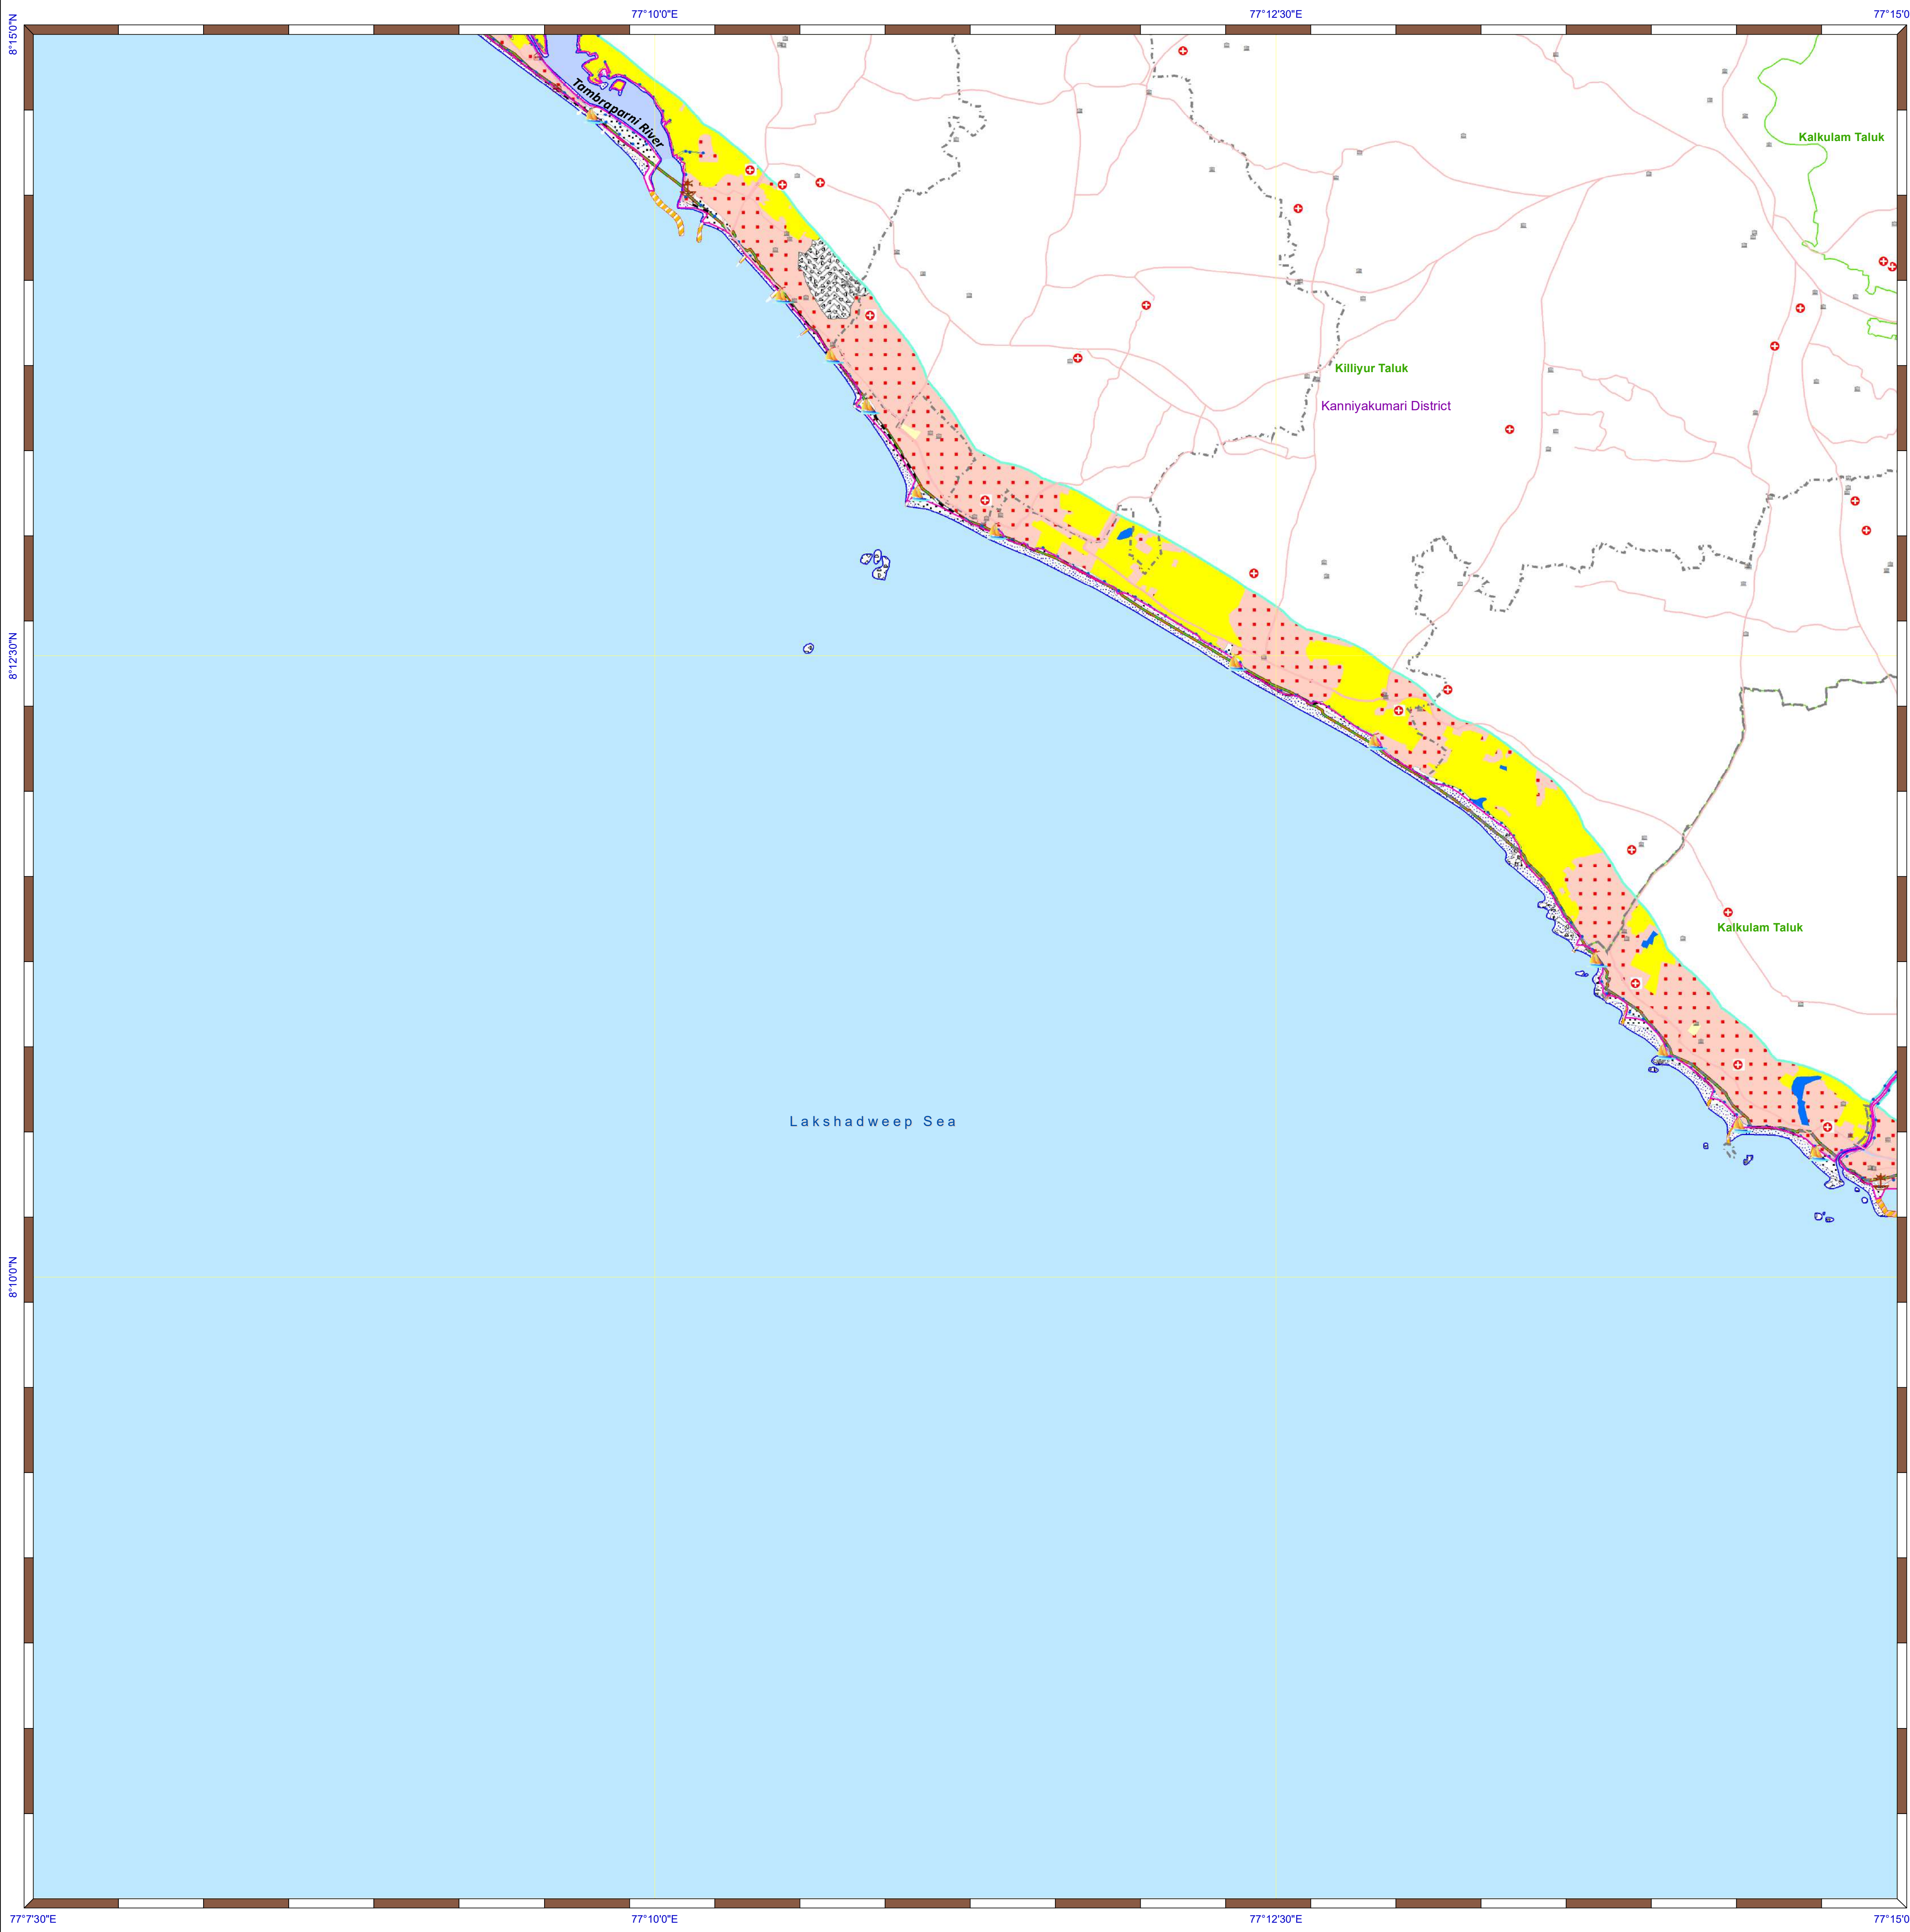 77°10'0"E
77°12'30"E
77°15'0
8°15'0"N
Tambraparni River
Kalkulam Taluk
Killiyur Taluk
Kanniyakumari District
8°12'30"N
Kalkulam Taluk
Lakshadweep Sea
8°10'0"N
77°7'30"E
77°10'0"E
77°12'30"E
77°15'0